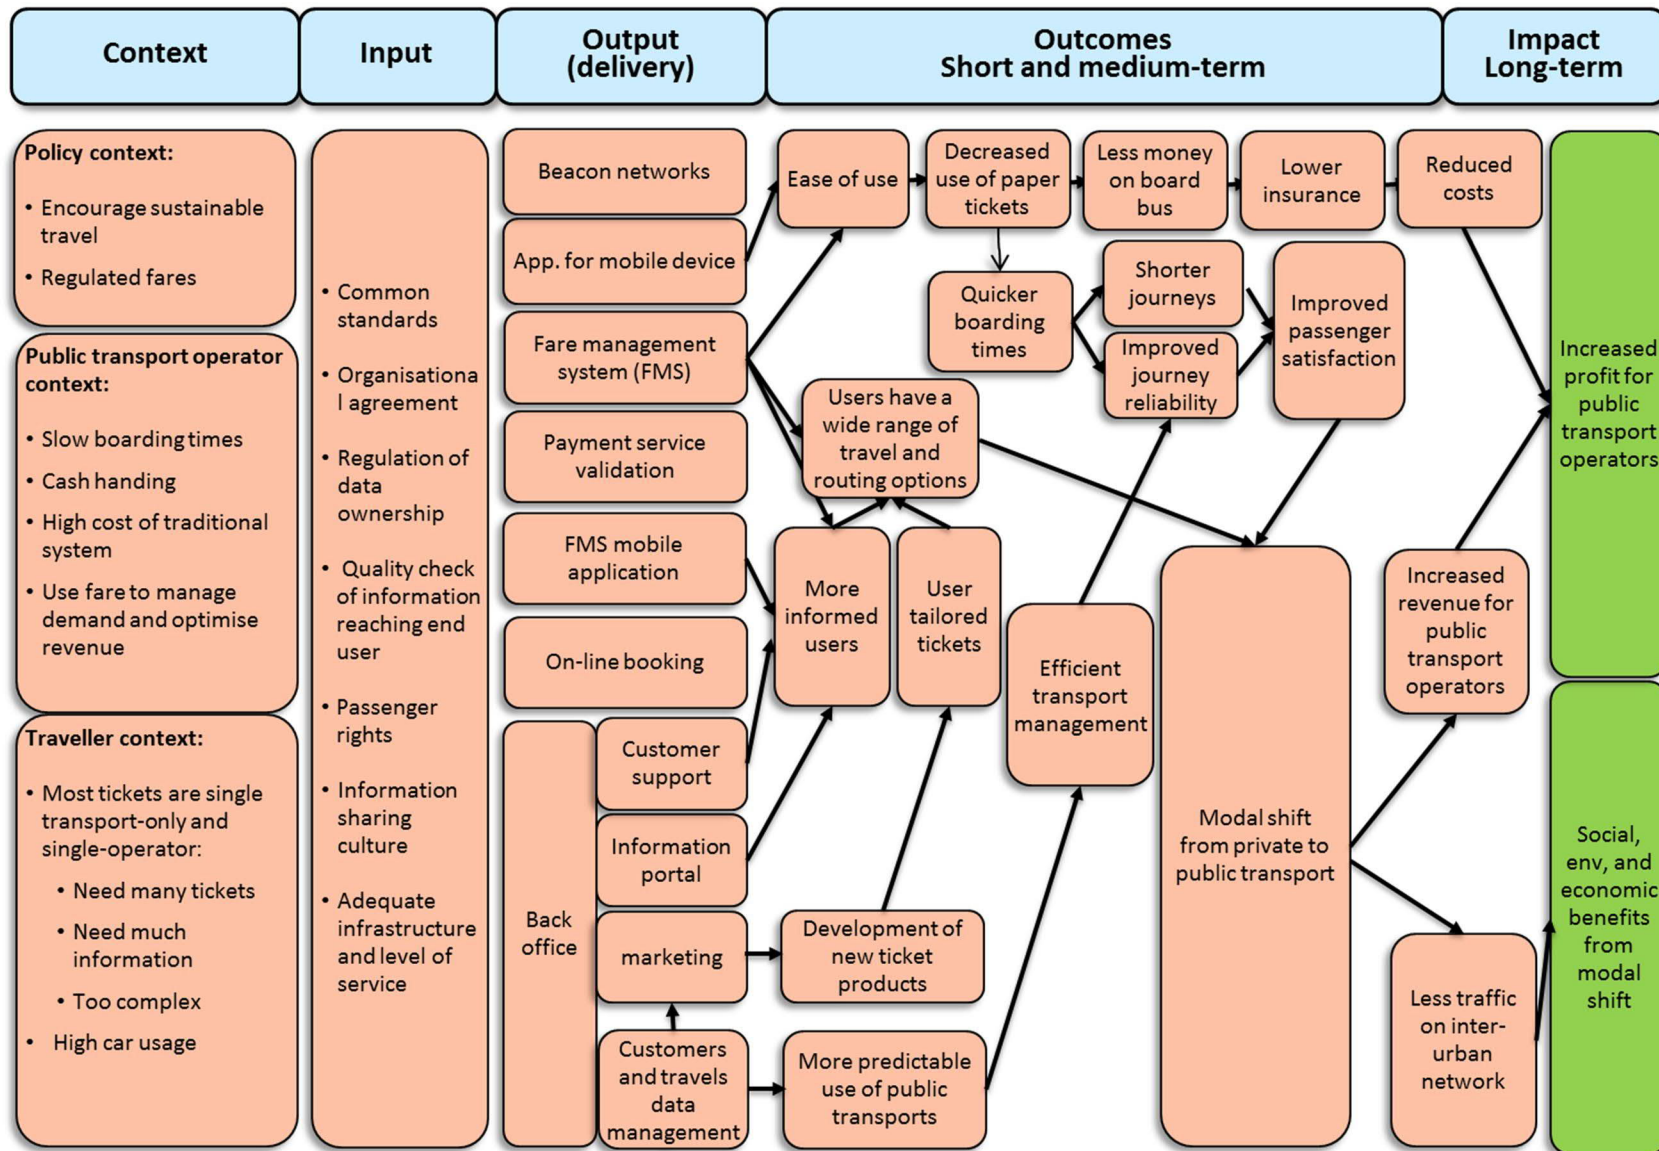 Context
Input
Output
(delivery)
Outcomes
Short and medium-term
Impact
Long-term
Policy context:
• Encourage sustainable
travel
• Regulated fares
Public transport operator
context:
• Slow boarding times
• Cash handing
• High cost of traditional
system
• Use fare to manage
demand and optimise
revenue
Traveller context:
• Most tickets are single
transport-only and
single-operator:
• Need many tickets
• Need much
information
• Too complex
• High car usage
• Common
standards
• Organisationa
l agreement
• Regulation of
data
ownership
• Quality check
of information
reaching end
user
• Passenger
rights
• Information
sharing
culture
• Adequate
infrastructure
and level of
service
Beacon networks
App. for mobile device
Fare management
system (FMS)
Payment service
validation
FMS mobile
application
On-line booking
Back
office
Customer
support
Information
portal
marketing
Customers
and travels
data
management
Ease of use
Decreased
use of paper
tickets
Less money
on board
bus
Lower
insurance
Reduced
costs
Quicker
boarding
times
Shorter
journeys
Improved
journey
reliability
Improved
passenger
satisfaction
Users have a
wide range of
travel and
routing options
More
informed
users
User
tailored
tickets
Efficient
transport
management
Development of
new ticket
products
More predictable
use of public
transports
Modal shift
from private to
public transport
Increased
revenue for
public
transport
operators
Less traffic
on inter-
urban
network
Increased
profit for
public
transport
operators
Social,
env, and
economic
benefits
from
modal
shift